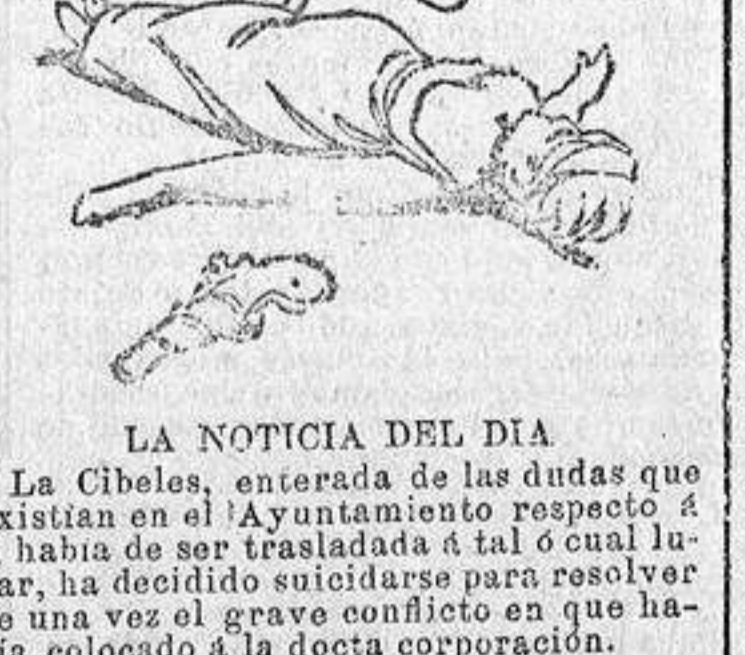 LA NOTICIA DEL DIA
La Cibeles, enterada de las dudas que
xistían en el Ayuntamiento respecto á
había de ser trasladada á tal ó cual lu-
ar, ha decidido suicidarse para resolver
e una vez el grave conflicto en que ha-
ía colocado á la docta corporación.